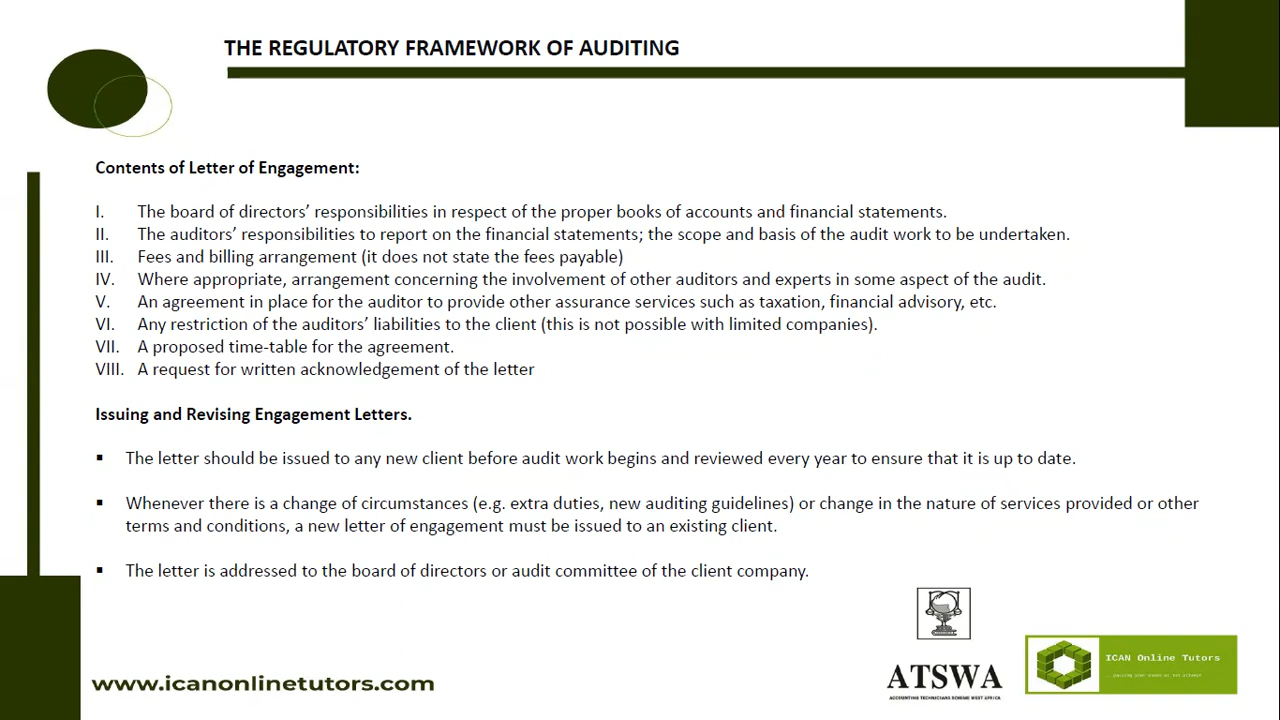 THE REGULATORY FRAMEWORK OF AUDITING
Contents of Letter of Engagement:
I. The board of directors’ responsibilities in respect of the proper books of accounts and financial statements.
II. The auditors’ responsibilities to report on the financial statements; the scope and basis of the audit work to be undertaken.
III. Fees and billing arrangement (it does not state the fees payable)
IV. Where appropriate, arrangement concerning the involvement of other auditors and experts in some aspect of the audit.
V. An agreement in place for the auditor to provide other assurance services such as taxation, financial advisory, etc.
VI. Any restriction of the auditors’ liabilities to the client (this is not possible with limited companies).
VII. A proposed time-table for the agreement.
VIII. A request for written acknowledgement of the letter
Issuing and Revising Engagement Letters.
▪ The letter should be issued to any new client before audit work begins and reviewed every year to ensure that it is up to date.
▪ Whenever there is a change of circumstances (e.g. extra duties, new auditing guidelines) or change in the nature of services provided or other
terms and conditions, a new letter of engagement must be issued to an existing client.
▪ The letter is addressed to the board of directors or audit committee of the client company.
www.icanonlinetutors.com
ATSWA
ACCOUNTING TECHNICIANS SCHEME WEST AFRICA
ICAN Online Tutors